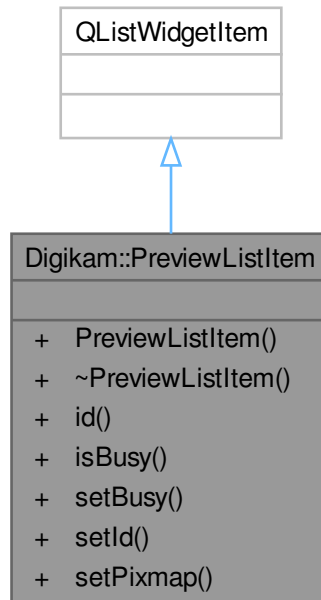 QListWidgetItem
Digikam::PreviewListItem
+ PreviewListItem()
+ ~PreviewListItem()
+ id()
+ isBusy()
+ setBusy()
+ setId()
+ setPixmap()